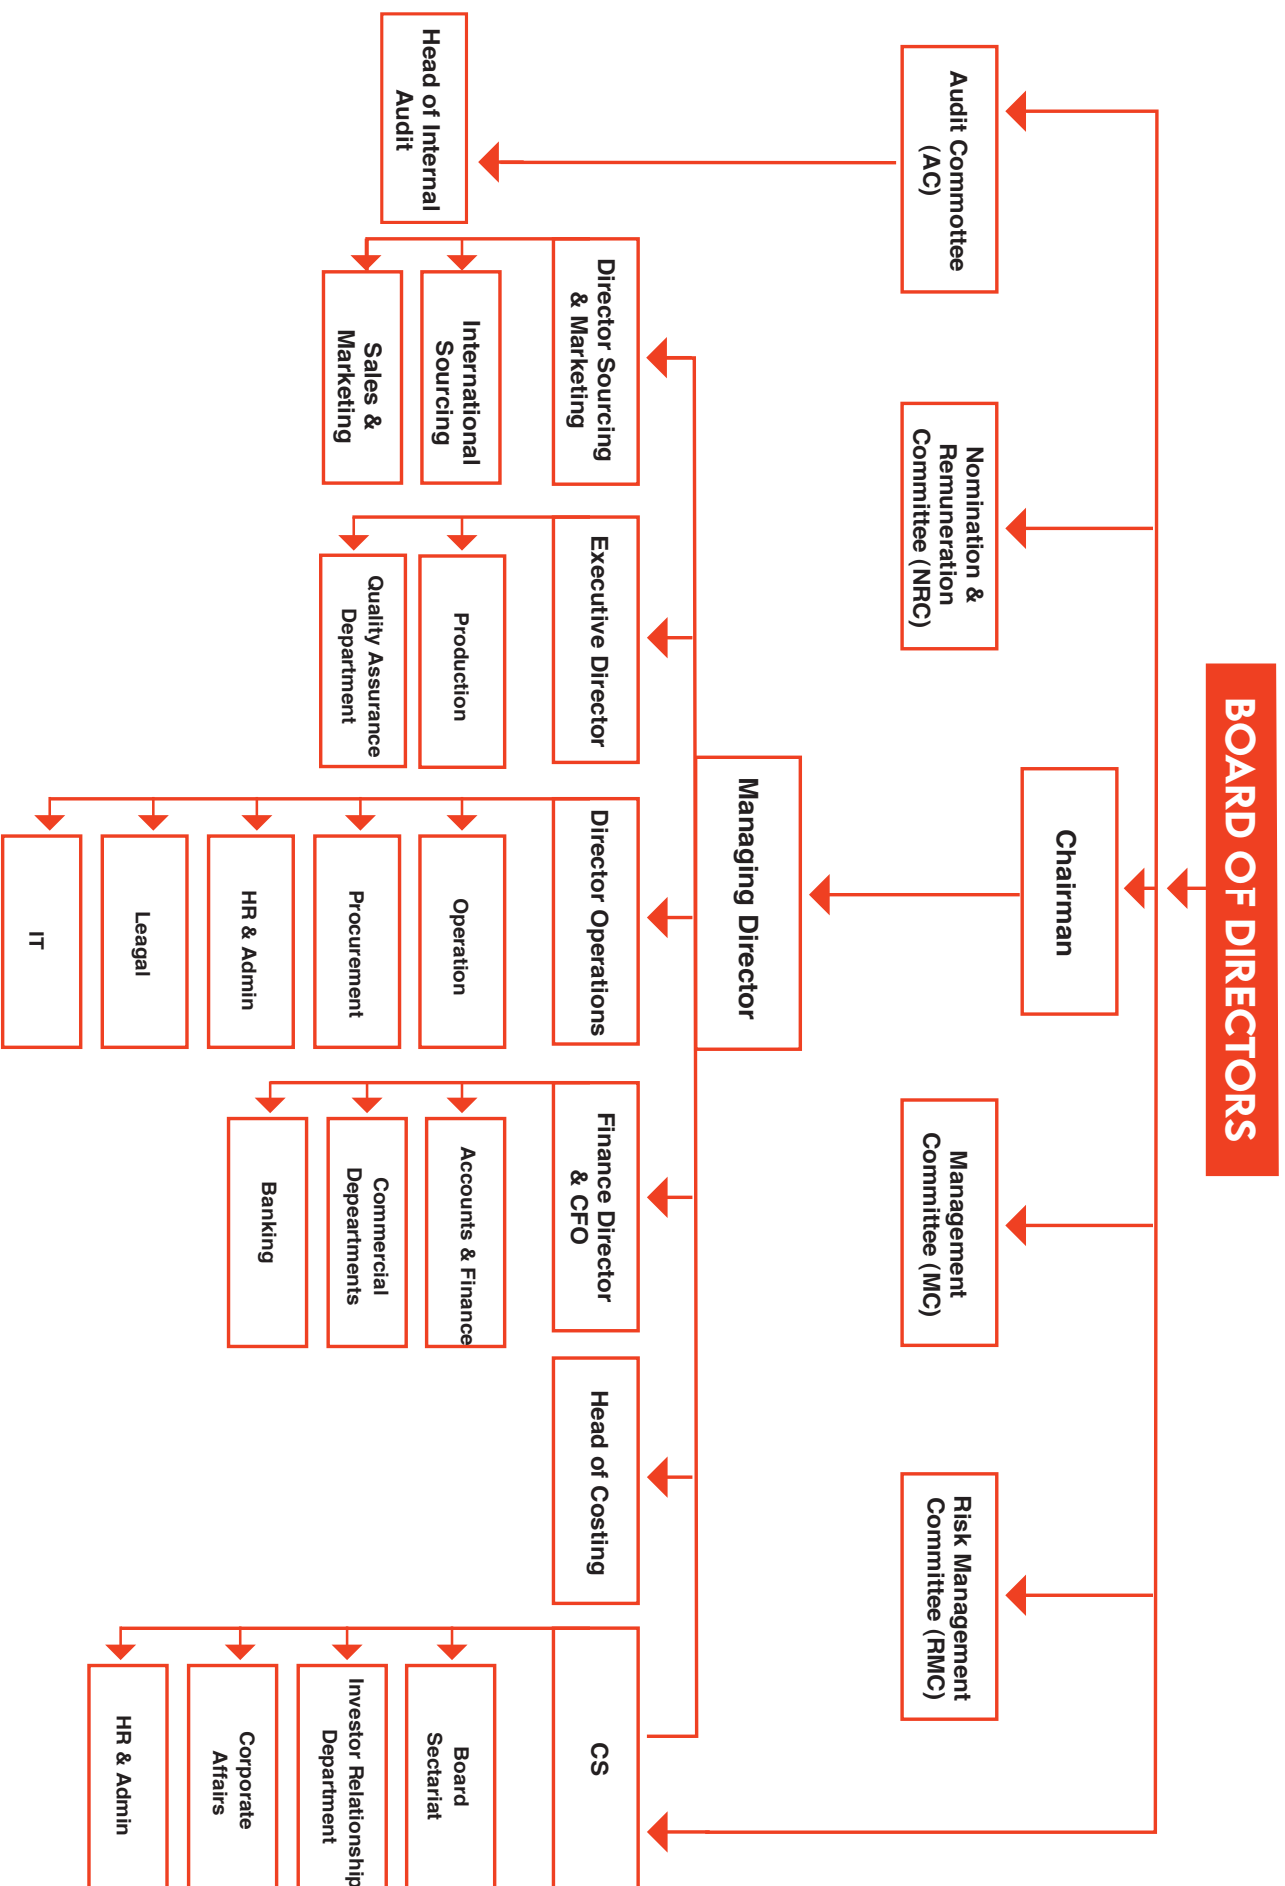 BOARD OF DIRECTORS
Chairman
Audit Commottee
(AC)
Nomination &
Remuneration
Committee (NRC)
Management
Committee (MC)
Risk Management
Committee (RMC)
Managing Director
Head of Internal
Audit
Director Sourcing
& Marketing
International
Sourcing
Sales &
Marketing
Executive Director
Production
Quality Assurance
Department
Director Operations
Operation
Procurement
HR & Admin
Leagal
IT
Finance Director
& CFO
Accounts & Finance
Commercial
Depeartments
Banking
Head of Costing
CS
Board
Sectariat
Investor Relationship
Department
Corporate
Affairs
HR & Admin